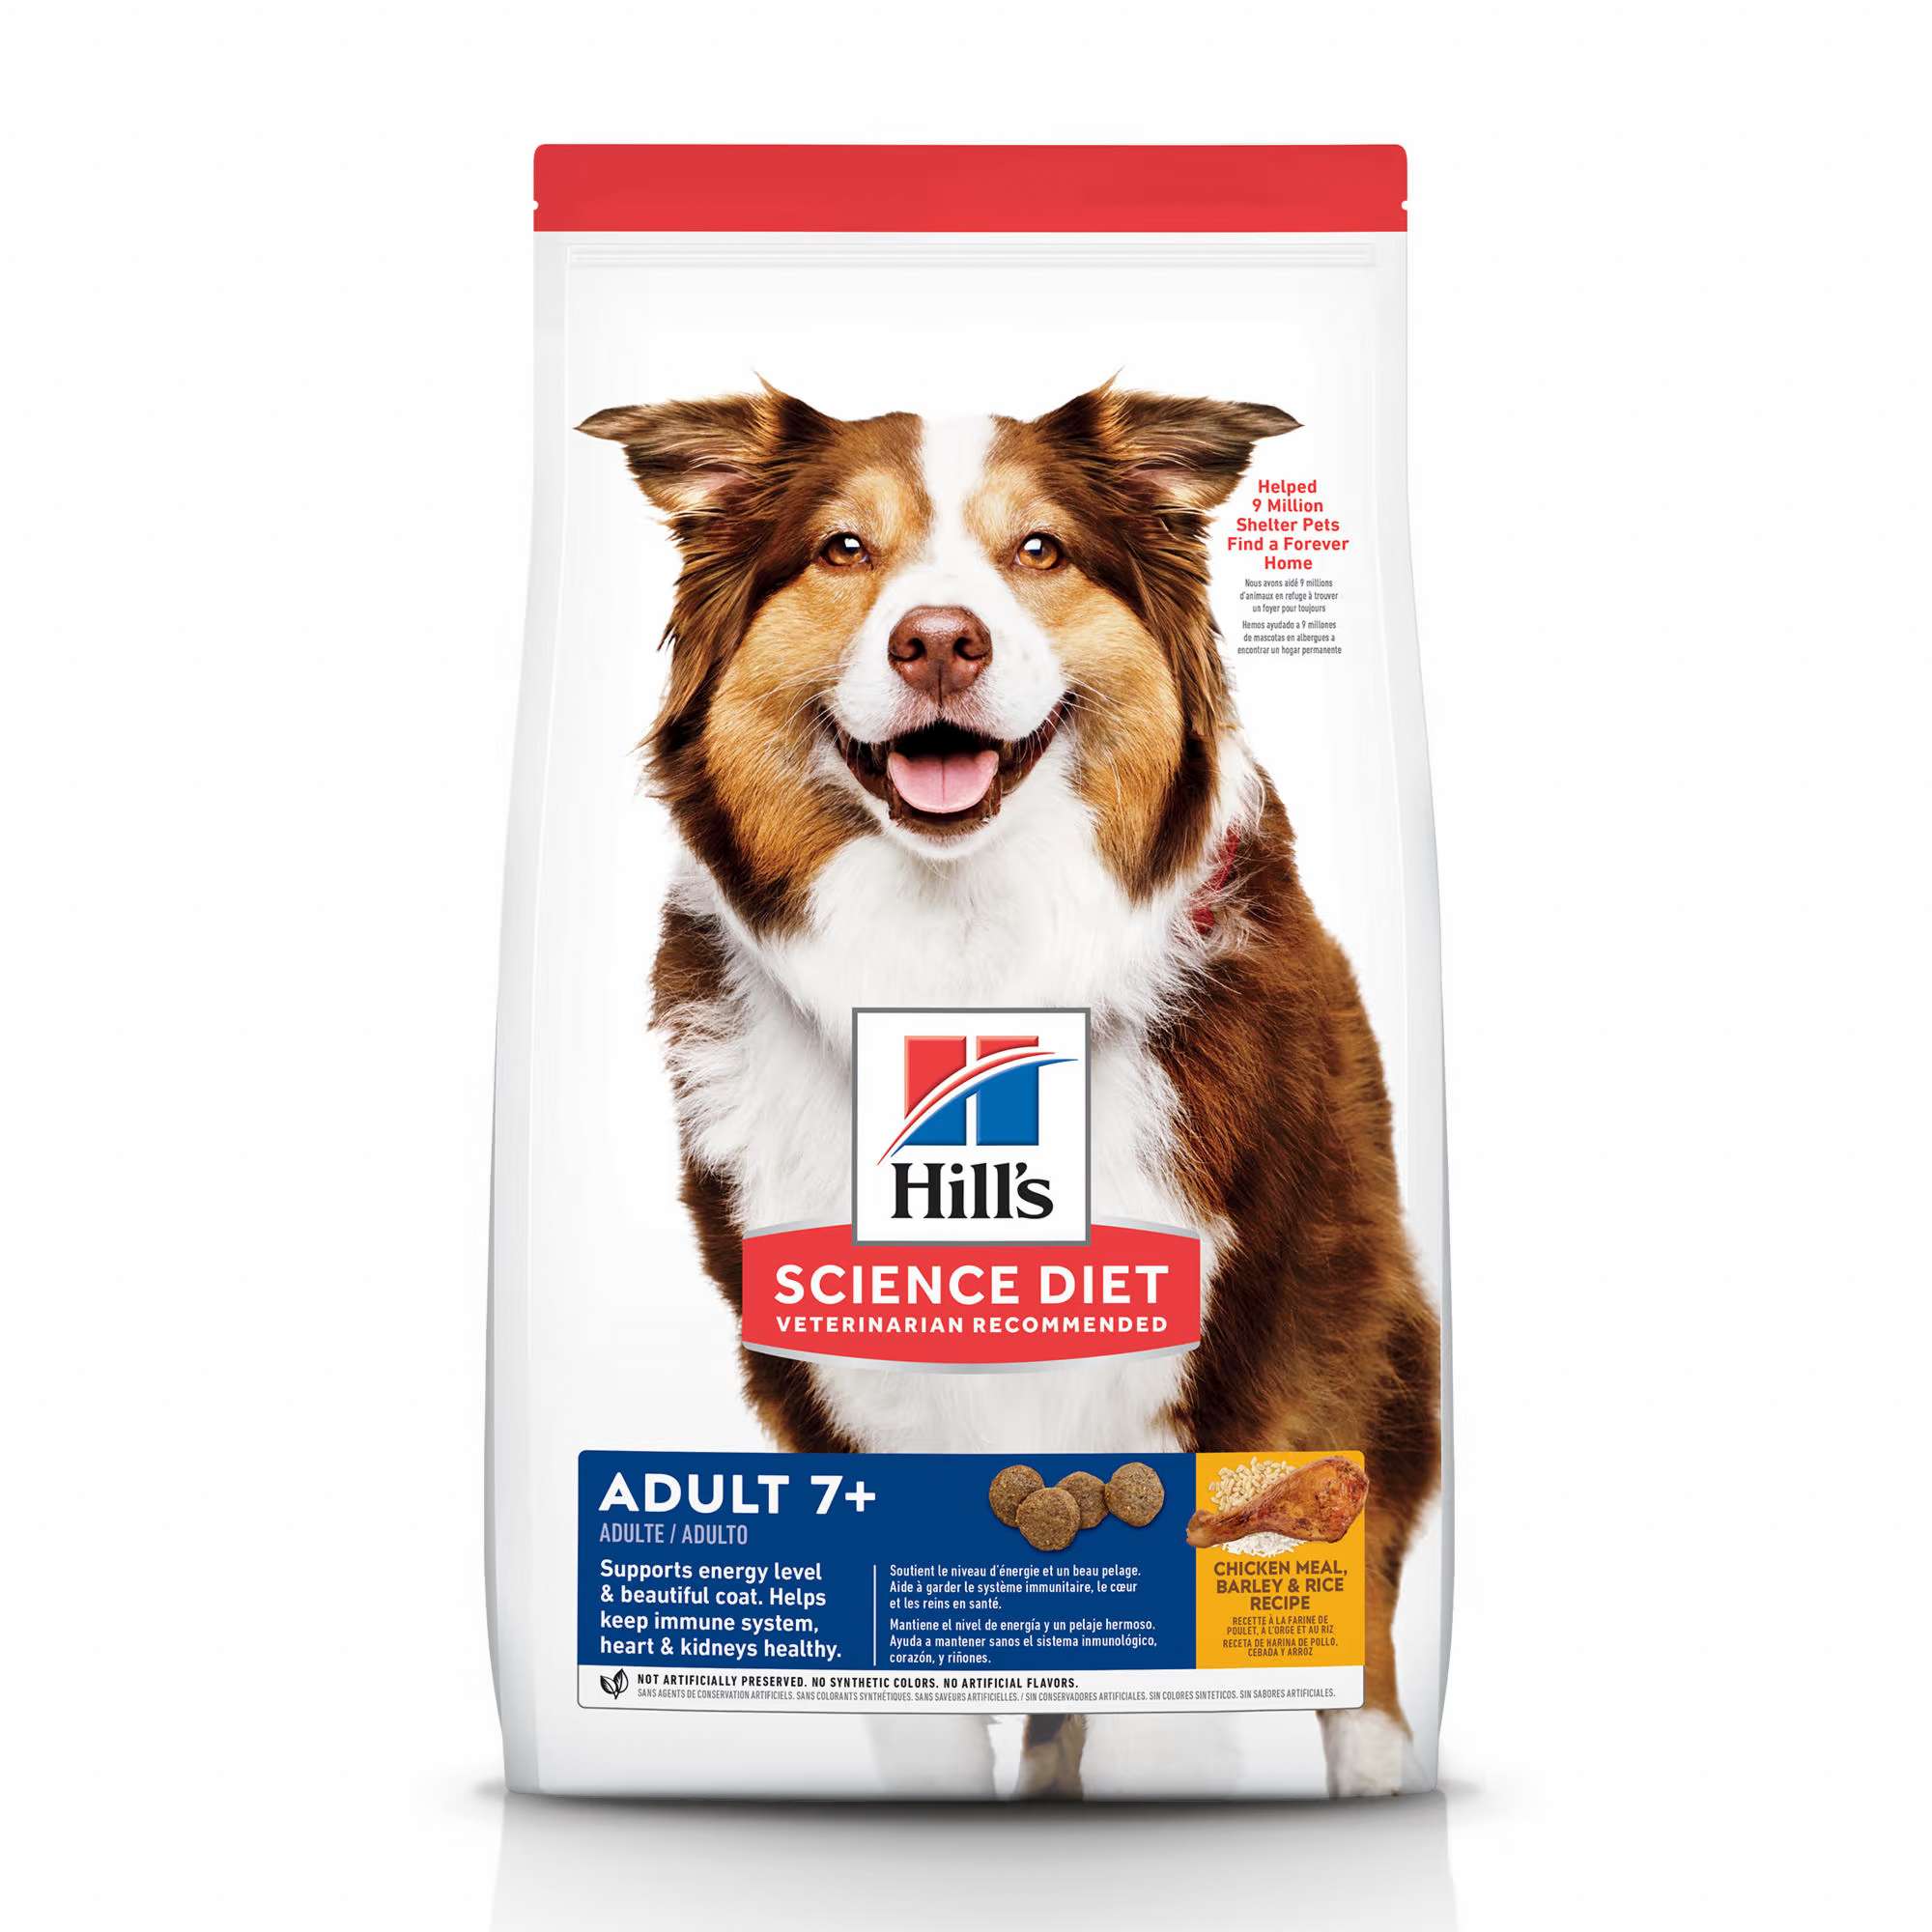 Helped
9 Million
Shelter Pets
Find a Forever
Home
Nous avons aidé 9 millions
d'animaux en refuge à trouver
un foyer pour toujours
Hemos ayudado a 9 millones
de mascotas en albergues a
encontrar un hogar permanente
Hill's
SCIENCE DIET
VETERINARIAN RECOMMENDED
ADULT 7+
ADULTE / ADULTO
Supports energy level
& beautiful coat. Helps
keep immune system,
heart & kidneys healthy.
Soutient le niveau d'énergie et un beau pelage.
Aide à garder le système immunitaire, le cœur
et les reins en santé.
Mantiene el nivel de energía y un pelaje hermoso.
Ayuda a mantener sanos el sistema inmunológico,
corazón, y riñones.
CHICKEN MEAL,
BARLEY & RICE
RECIPE
RECETTE À LA FARINE DE
POULET, À L'ORGE ET AU RIZ
RECETA DE HARINA DE POLLO,
CEBADA Y ARROZ
NOT ARTIFICIALLY PRESERVED. NO SYNTHETIC COLORS. NO ARTIFICIAL FLAVORS.
SANS AGENTS DE CONSERVATION ARTIFICIELS. SANS COLORANTS SYNTHÉTIQUES. SANS SAVEURS ARTIFICIELLES. / SIN CONSERVADORES ARTIFICIALES. SIN COLORES SINTETICOS. SIN SABORES ARTIFICIALES.